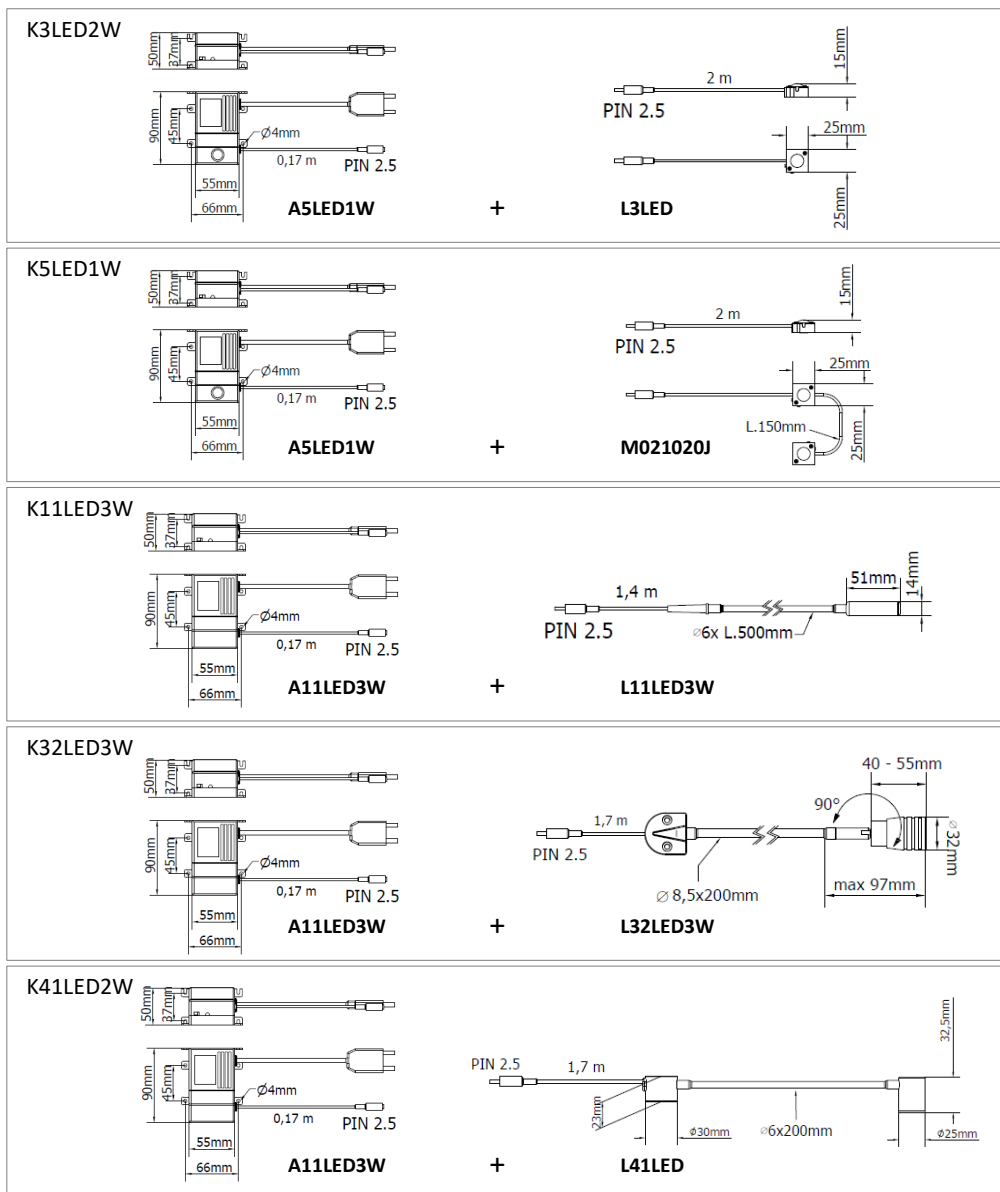 K3LED2W
50mm
37mm
90mm
45mm
Ø4mm
0,17 m
PIN 2.5
55mm
66mm
A5LED1W
+
2 m
PIN 2.5
15mm
25mm
25mm
L3LED
K5LED1W
50mm
37mm
90mm
45mm
Ø4mm
0,17 m
PIN 2.5
55mm
66mm
A5LED1W
+
2 m
PIN 2.5
15mm
25mm
L.150mm
25mm
M021020J
K11LED3W
50mm
37mm
90mm
45mm
Ø4mm
0,17 m
PIN 2.5
55mm
66mm
A11LED3W
+
1,4 m
PIN 2.5
51mm
14mm
⌀6x L.500mm
L11LED3W
K32LED3W
50mm
37mm
90mm
45mm
Ø4mm
0,17 m
PIN 2.5
55mm
66mm
A11LED3W
+
40 - 55mm
90°
1,7 m
PIN 2.5
⌀32mm
⌀ 8,5x200mm
max 97mm
L32LED3W
K41LED2W
50mm
37mm
90mm
45mm
Ø4mm
0,17 m
PIN 2.5
55mm
66mm
A11LED3W
+
PIN 2.5
1,7 m
32,5mm
23mm
Ø30mm
⌀6x200mm
Ø25mm
L41LED